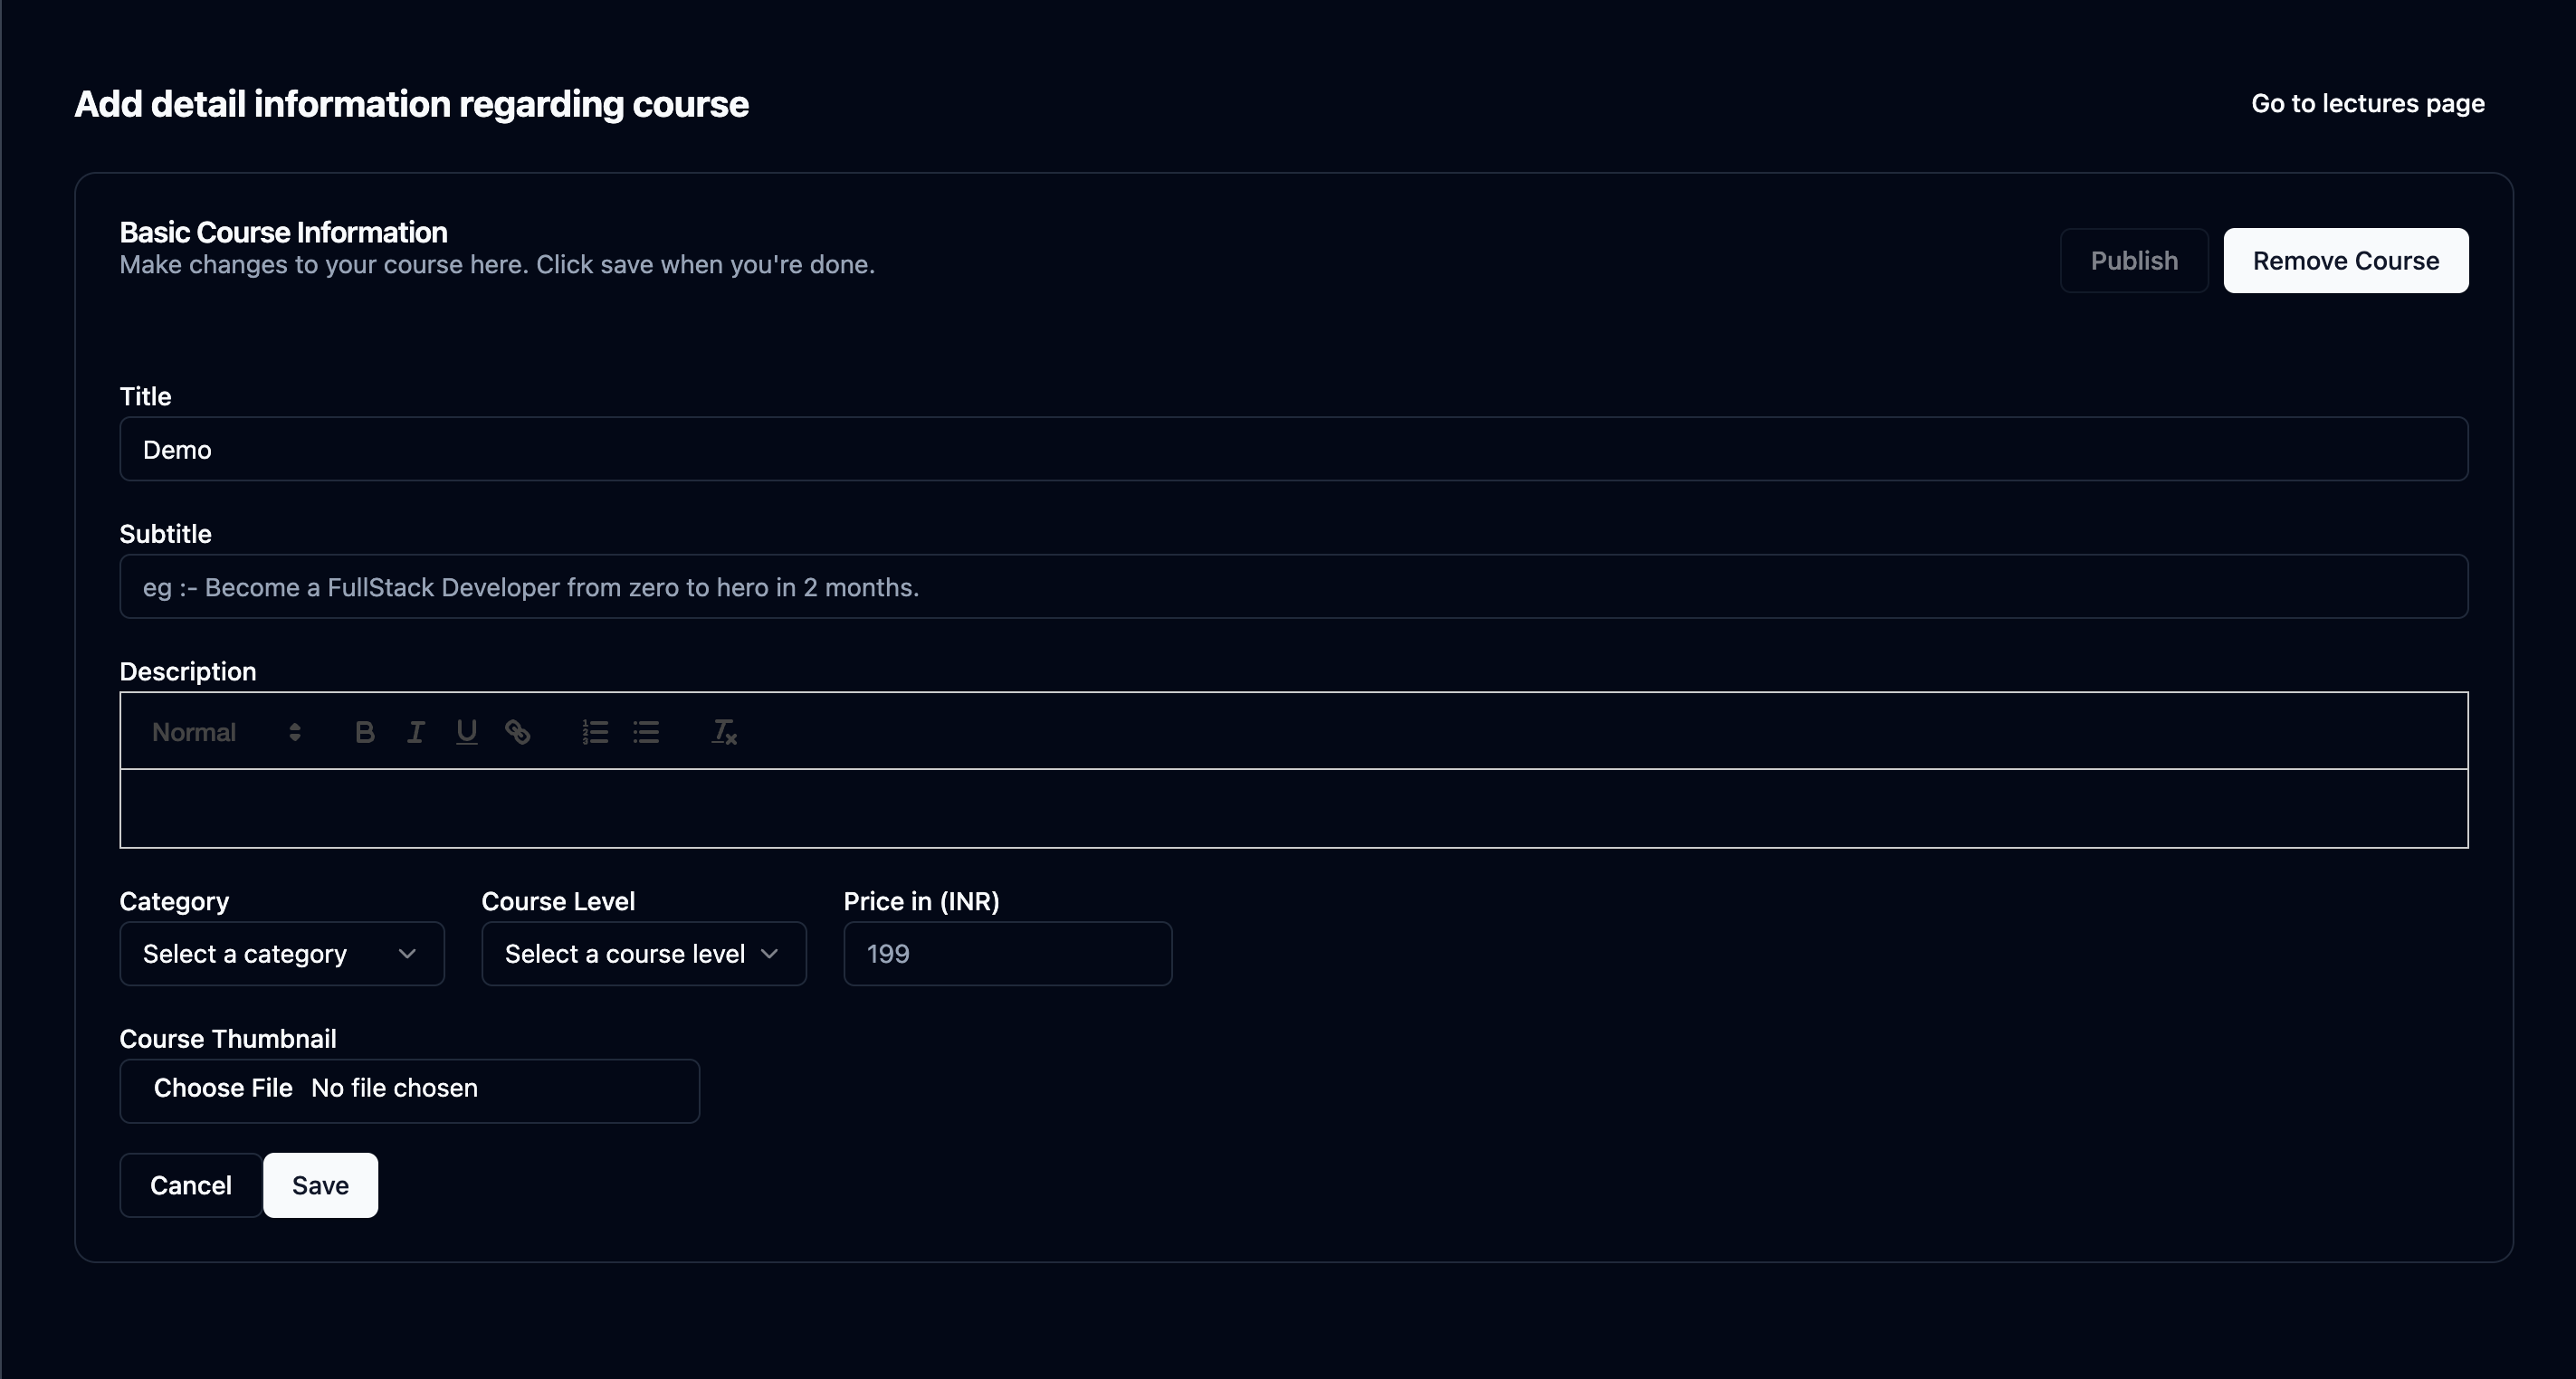 Add detail information regarding course
Go to lectures page
Basic Course Information
Make changes to your course here. Click save when you're done.
Publish
Remove Course
Title
Demo
Subtitle
eg :- Become a FullStack Developer from zero to hero in 2 months.
Description
Normal
Category
Course Level
Price in (INR)
Select a category
Select a course level
199
Course Thumbnail
Choose File No file chosen
Cancel
Save